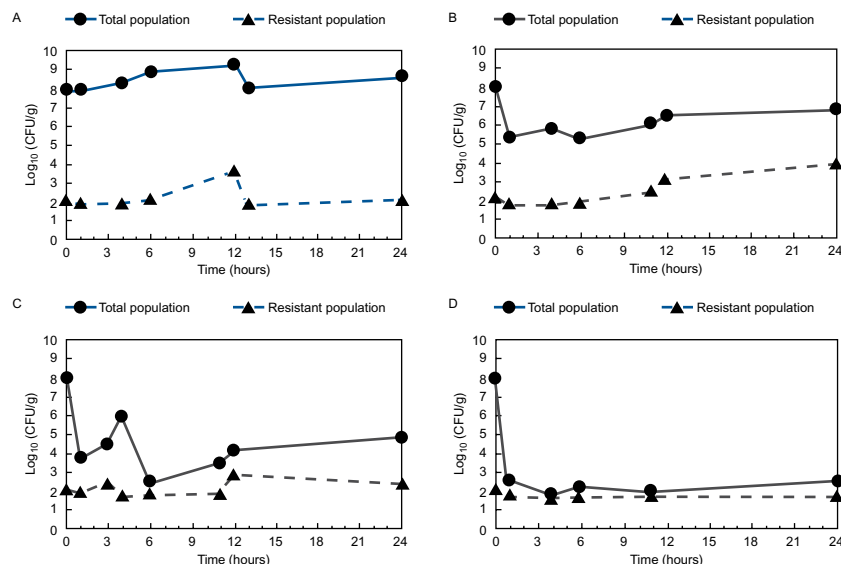 A
Total population
Resistant population
10
9
8
7
6
5
4
3
2
1
0
Log10 (CFU/g)
0 3 6 9 12 15 18 21 24
Time (hours)
B
Total population
Resistant population
10
9
8
7
6
5
4
3
2
1
0
Log10 (CFU/g)
0 3 6 9 12 15 18 21 24
Time (hours)
C
Total population
Resistant population
10
9
8
7
6
5
4
3
2
1
0
Log10 (CFU/g)
0 3 6 9 12 15 18 21 24
Time (hours)
D
Total population
Resistant population
10
9
8
7
6
5
4
3
2
1
0
Log10 (CFU/g)
0 3 6 9 12 15 18 21 24
Time (hours)